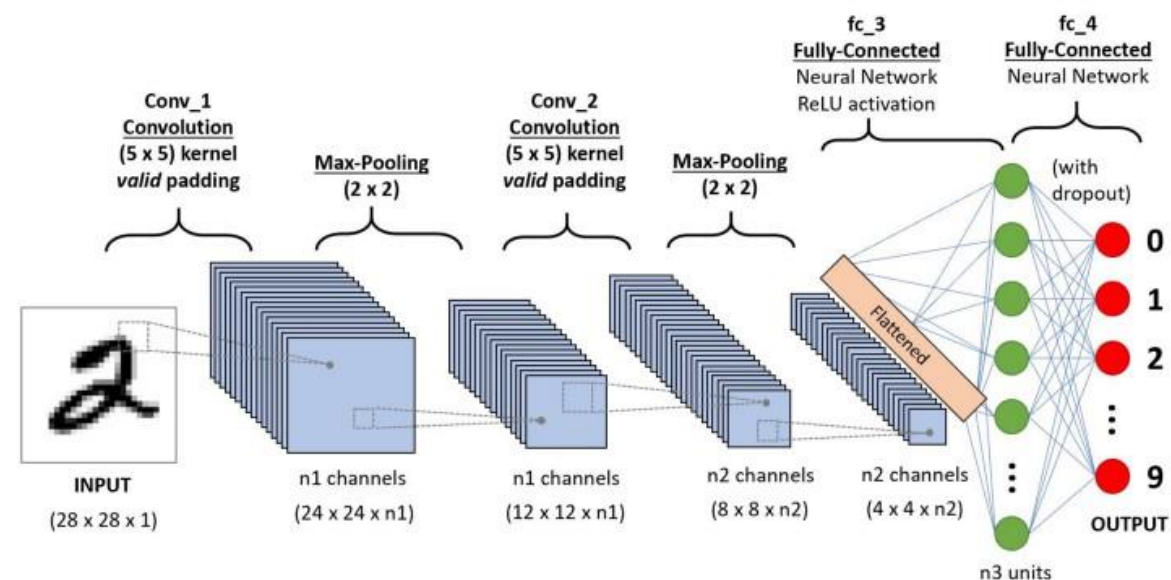 Conv_1
Convolution
(5 x 5) kernel
valid padding
Max-Pooling
(2 x 2)
Conv_2
Convolution
(5 x 5) kernel
valid padding
Max-Pooling
(2 x 2)
fc_3
Fully-Connected
Neural Network
ReLU activation
fc_4
Fully-Connected
Neural Network
(with
dropout)
Flattened
0
1
2
⋮
9
OUTPUT
2
INPUT
(28 x 28 x 1)
n1 channels
(24 x 24 x n1)
n1 channels
(12 x 12 x n1)
n2 channels
(8 x 8 x n2)
n2 channels
(4 x 4 x n2)
⋮
n3 units